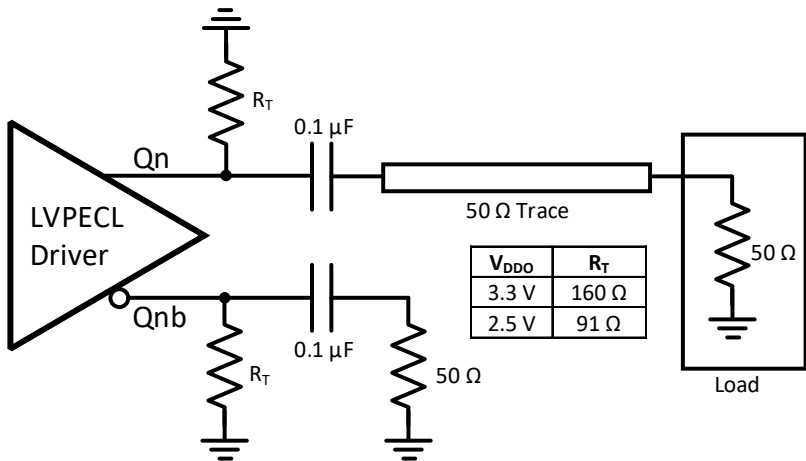 R_T
0.1 µF
Qn
LVPECL
Driver
50 Ω Trace
50 Ω
V_DDO R_T
3.3 V 160 Ω
2.5 V 91 Ω
Qnb
0.1 µF
R_T
50 Ω
Load